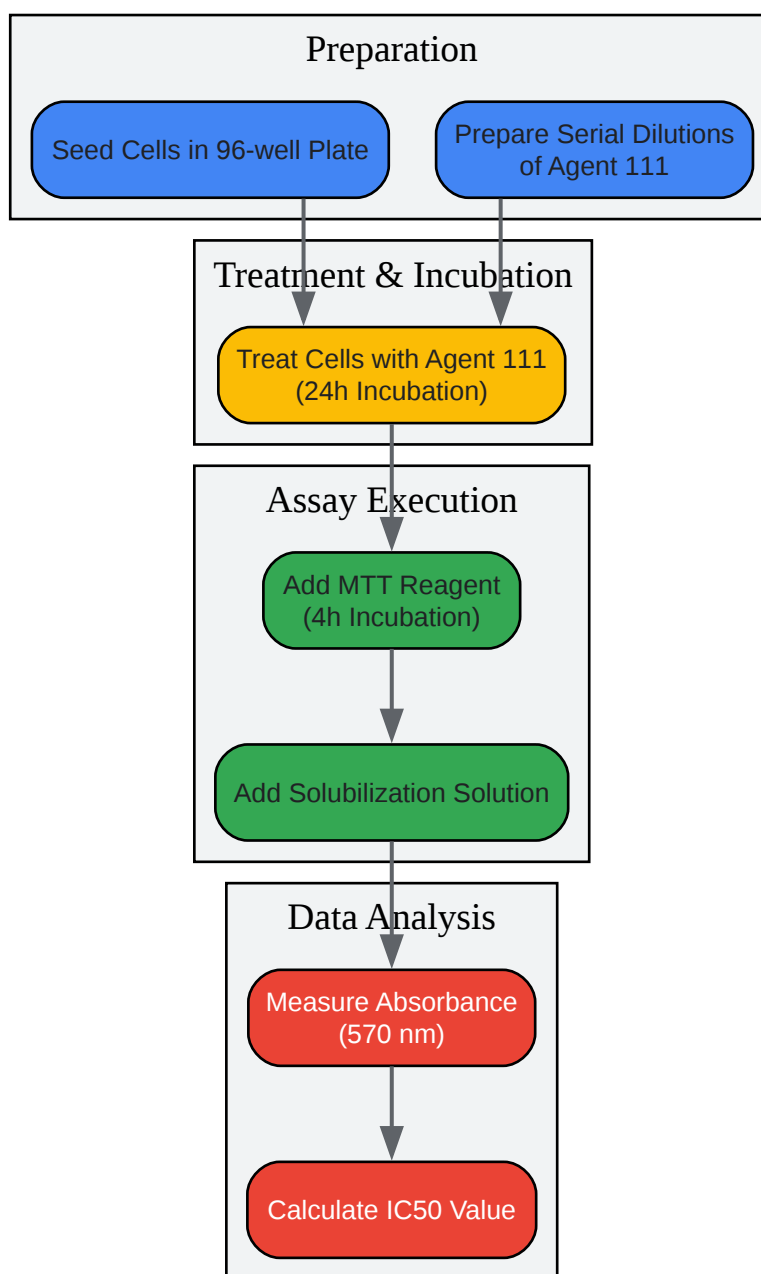 Preparation
Seed Cells in 96-well Plate
Prepare Serial Dilutions
of Agent 111
Treatment & Incubation
Treat Cells with Agent 111
(24h Incubation)
Assay Execution
Add MTT Reagent
(4h Incubation)
Add Solubilization Solution
Data Analysis
Measure Absorbance
(570 nm)
Calculate IC50 Value